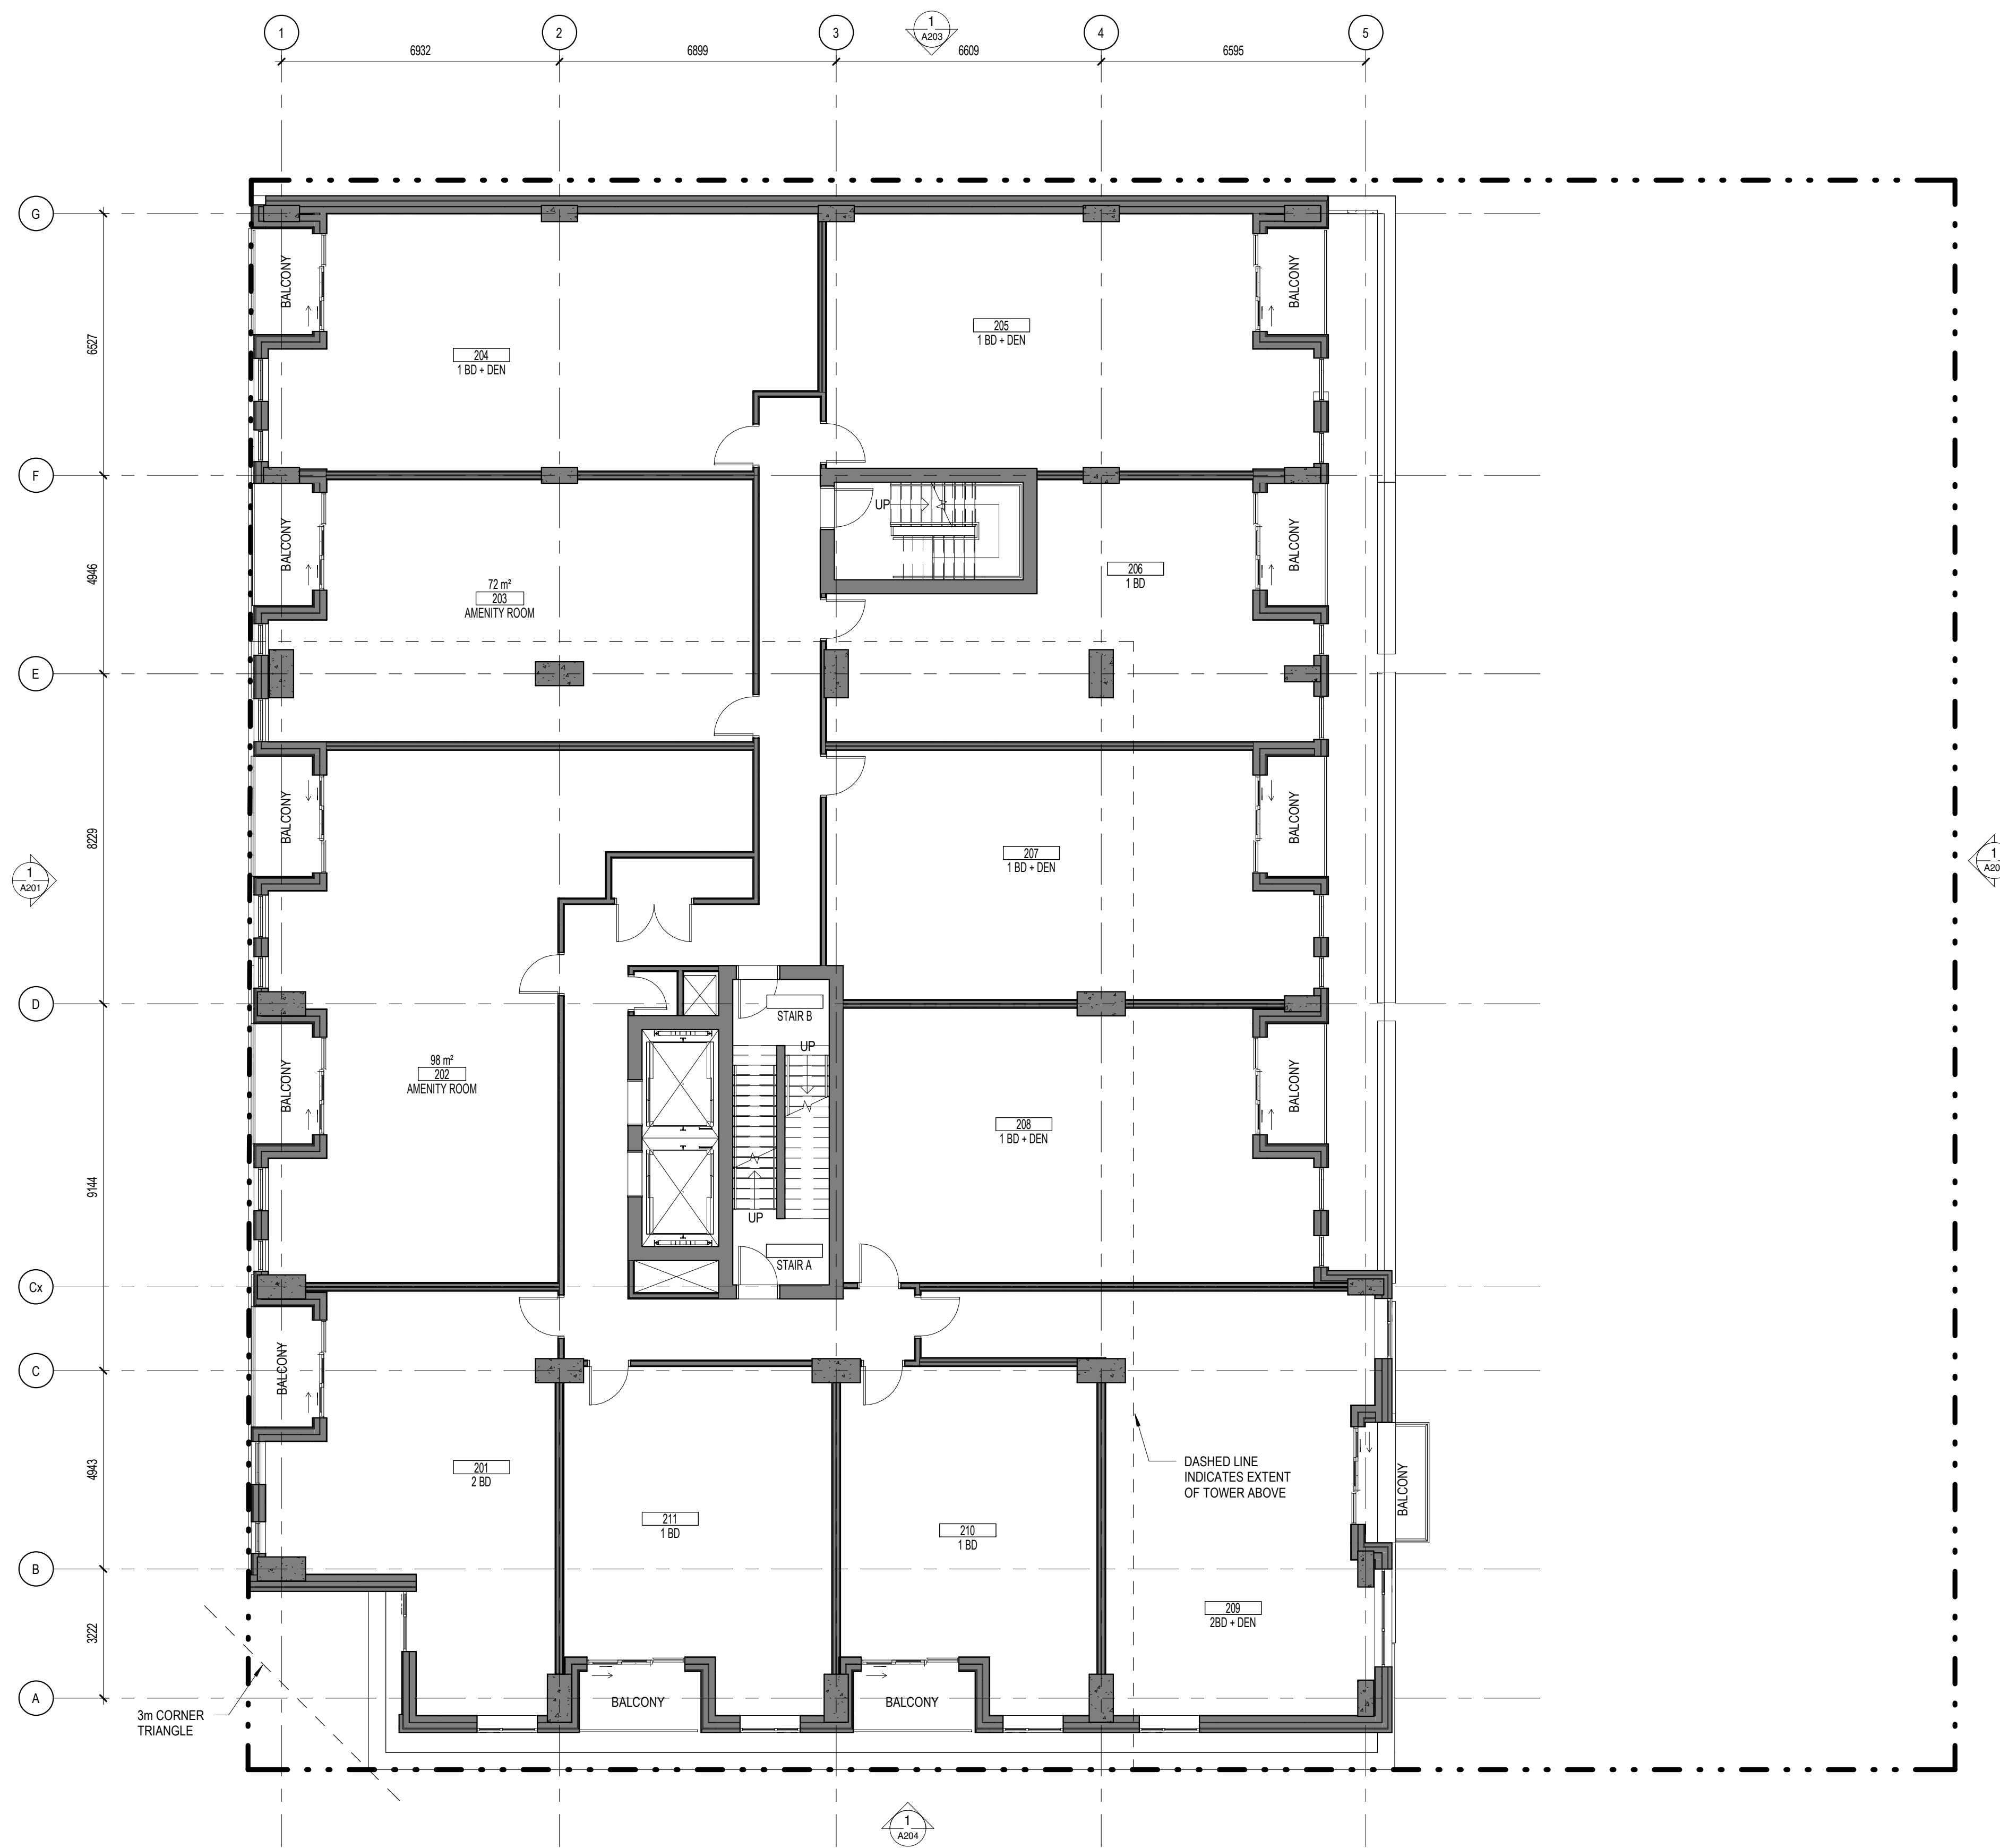 1
2
3
4
5
1
A203
6932
6899
6609
6595
G
F
E
D
Cx
C
B
A
6527
4946
8229
9144
4943
3222
1
A201
1
A20
1
A204
BALCONY
204
1 BD + DEN
205
1 BD + DEN
BALCONY
BALCONY
72 m²
203
AMENITY ROOM
UP
206
1 BD
BALCONY
BALCONY
207
1 BD + DEN
BALCONY
BALCONY
98 m²
202
AMENITY ROOM
STAIR B
UP
UP
STAIR A
208
1 BD + DEN
BALCONY
BALCONY
201
2 BD
211
1 BD
210
1 BD
DASHED LINE
INDICATES EXTENT
OF TOWER ABOVE
BALCONY
209
2BD + DEN
BALCONY
BALCONY
3m CORNER
TRIANGLE